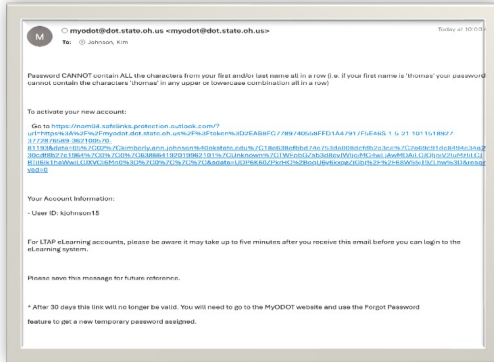 M
myodot@dot.state.oh.us <myodot@dot.state.oh.us>
Today at 10:03
To: Johnson, Kim
Password CANNOT contain ALL the characters from your first and/or last name all in a row (i.e. if your first name is 'thomas' your password
cannot contain the characters 'thomas' in any upper or lowercase combination all in a row)
To activate your new account:
Go to https://nam04.safelinks.protection.outlook.com/?
Your Account Information:
- User ID: kjohnson15
For LTAP eLearning accounts, please be aware it may take up to five minutes after you receive this email before you can login to the
eLearning system.
Please save this message for future reference.
* After 30 days this link will no longer be valid. You will need to go to the MyODOT website and use the Forgot Password
feature to get a new temporary password assigned.